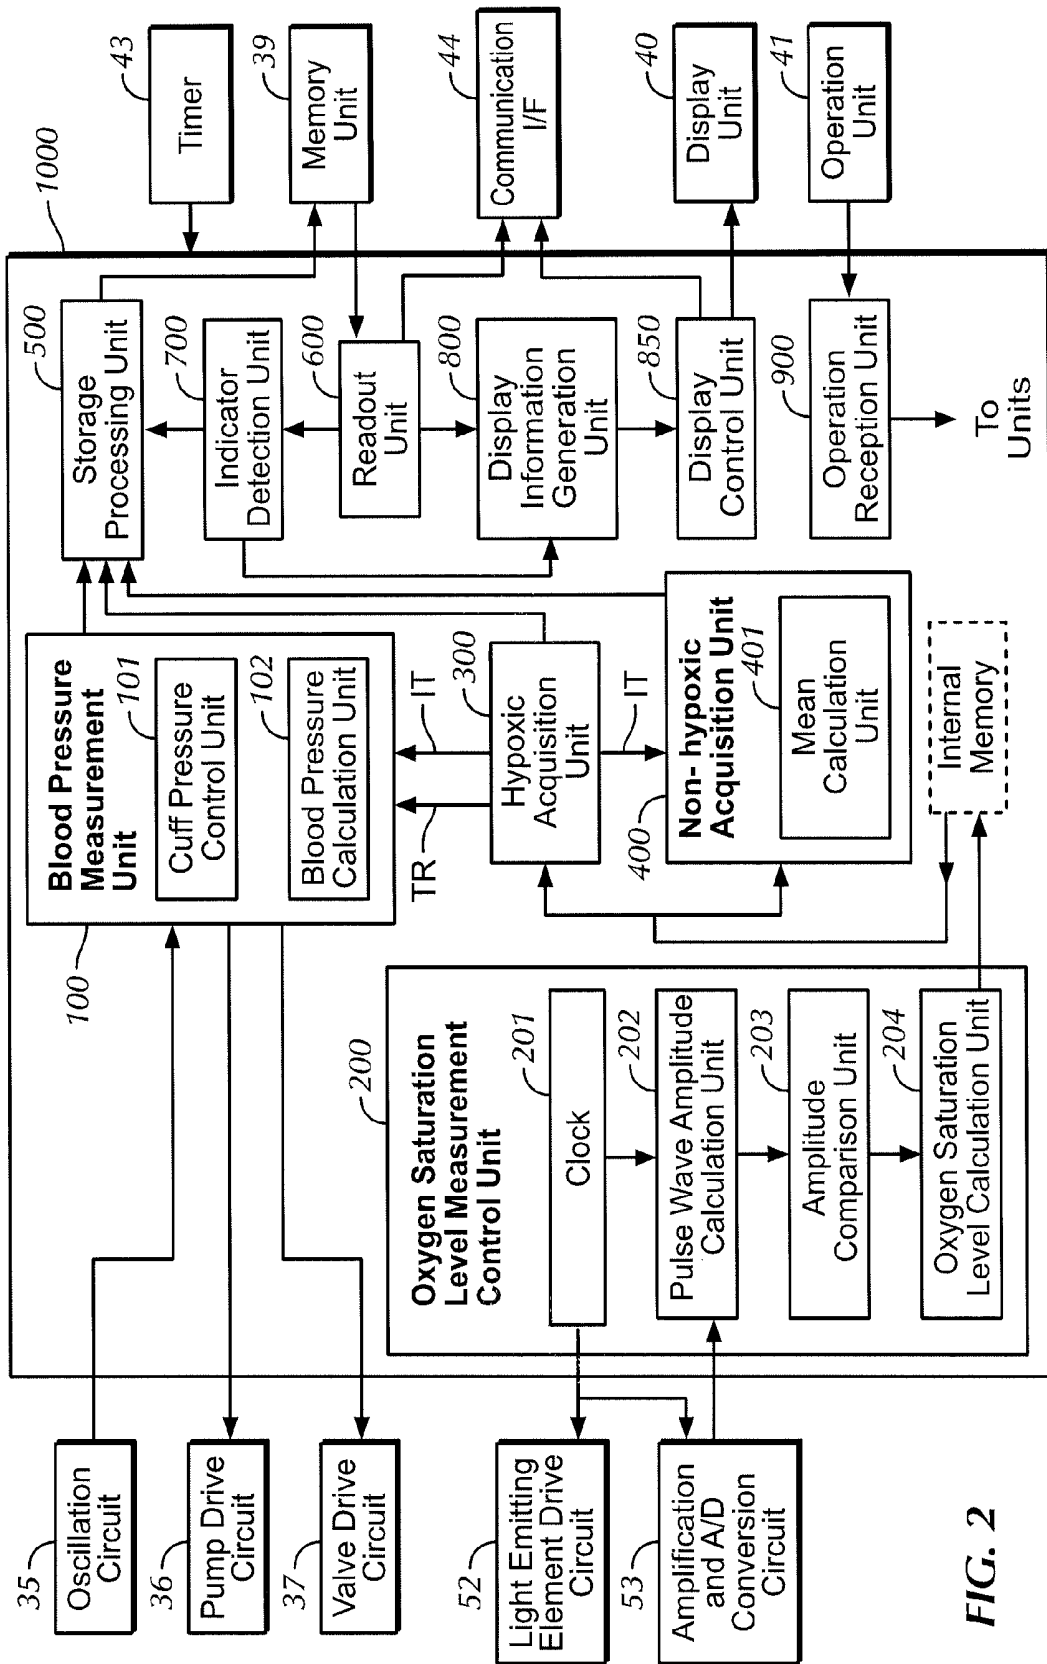 35
Oscillation
Circuit
36
Pump Drive
Circuit
37
Valve Drive
Circuit
52
Light Emitting
Element Drive
Circuit
53
Amplification
and A/D
Conversion
Circuit
100
Blood Pressure
Measurement
Unit
101
Cuff Pressure
Control Unit
102
Blood Pressure
Calculation Unit
200
Oxygen Saturation
Level Measurement
Control Unit
201
Clock
202
Pulse Wave Amplitude
Calculation Unit
203
Amplitude
Comparison Unit
204
Oxygen Saturation
Level Calculation Unit
TR
IT
300
Hypoxic
Acquisition
Unit
IT
400
Non- hypoxic
Acquisition Unit
401
Mean
Calculation
Unit
Internal
Memory
500
Storage
Processing Unit
700
Indicator
Detection Unit
600
Readout
Unit
800
Display
Information
Generation
Unit
850
Display
Control Unit
900
Operation
Reception Unit
To
Units
1000
43
Timer
39
Memory
Unit
44
Communication
I/F
40
Display
Unit
41
Operation
Unit
FIG. 2